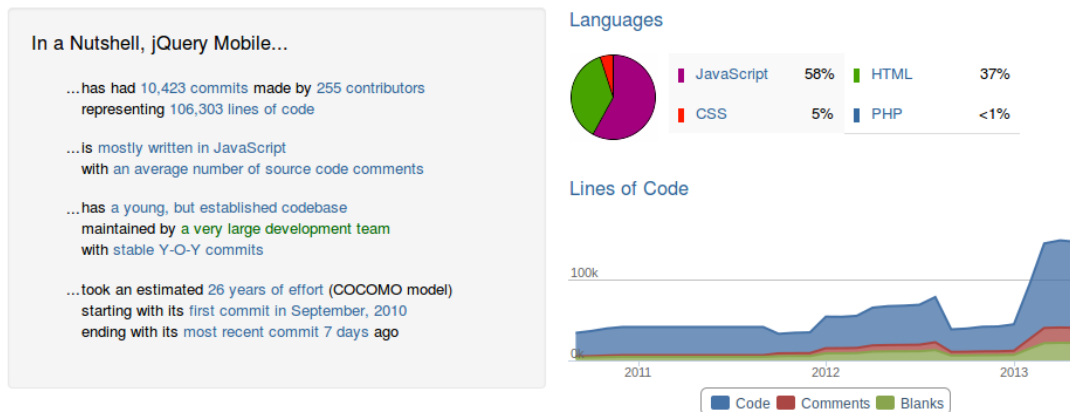 In a Nutshell, jQuery Mobile...
...has had 10,423 commits made by 255 contributors
representing 106,303 lines of code
...is mostly written in JavaScript
with an average number of source code comments
...has a young, but established codebase
maintained by a very large development team
with stable Y-O-Y commits
...took an estimated 26 years of effort (COCOMO model)
starting with its first commit in September, 2010
ending with its most recent commit 7 days ago
Languages
JavaScript 58% HTML 37%
CSS 5% PHP <1%
Lines of Code
100k
0k
2011 2012 2013
Code Comments Blanks